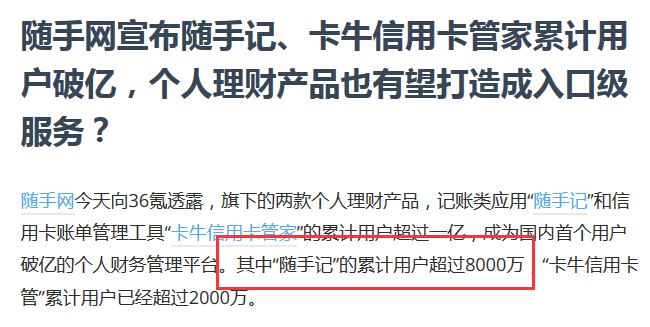 随手网宣布随手记、卡牛信用卡管家累计用
户破亿，个人理财产品也有望打造成入口级
服务？
随手网今天向36氪透露，旗下的两款个人理财产品，记账类应用“随手记”和信
用卡账单管理工具“卡牛信用卡管家”的累计用户超过一亿，成为国内首个用户
破亿的个人财务管理平台。其中“随手记”的累计用户超过8000万，“卡牛信用卡
管”累计用户已经超过2000万。